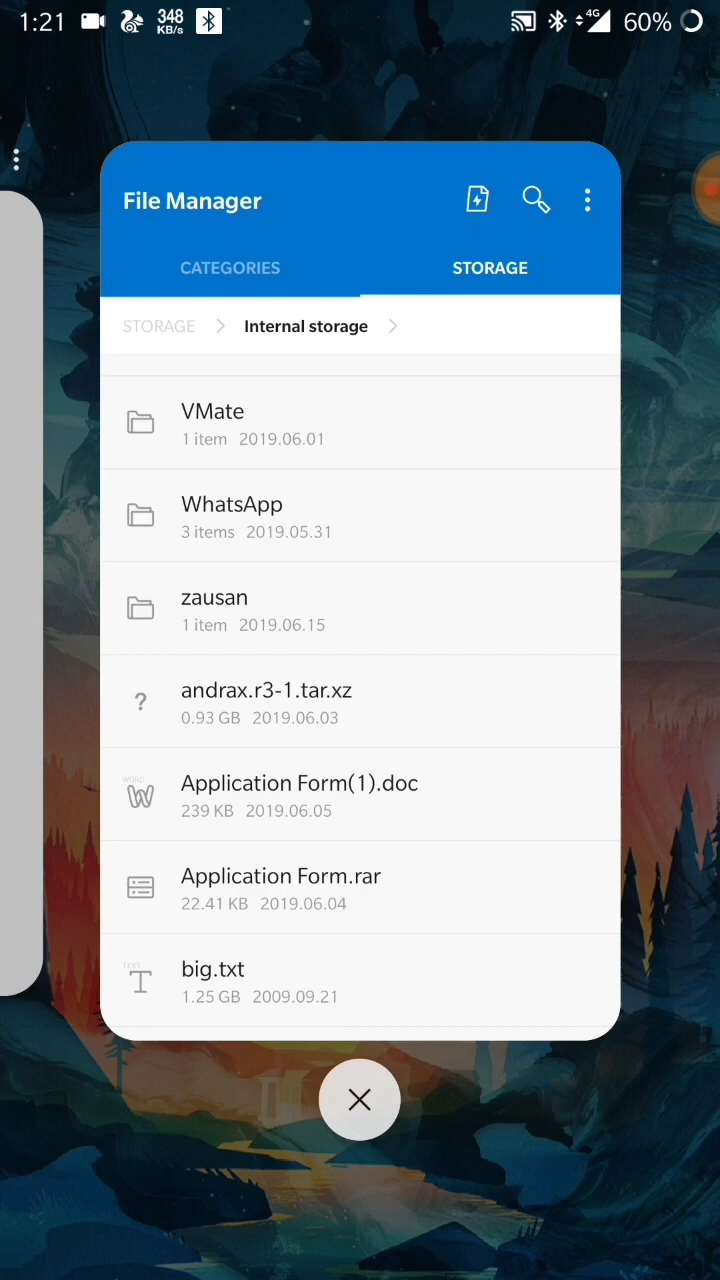 1:21 348 KB/s 4G 60%
File Manager
CATEGORIES STORAGE
STORAGE Internal storage
VMate
1 item 2019.06.01
WhatsApp
3 items 2019.05.31
zausan
1 item 2019.06.15
?
andrax.r3-1.tar.xz
0.93 GB 2019.06.03
WORD
W
Application Form(1).doc
239 KB 2019.06.05
Application Form.rar
22.41 KB 2019.06.04
TEXT
T
big.txt
1.25 GB 2009.09.21